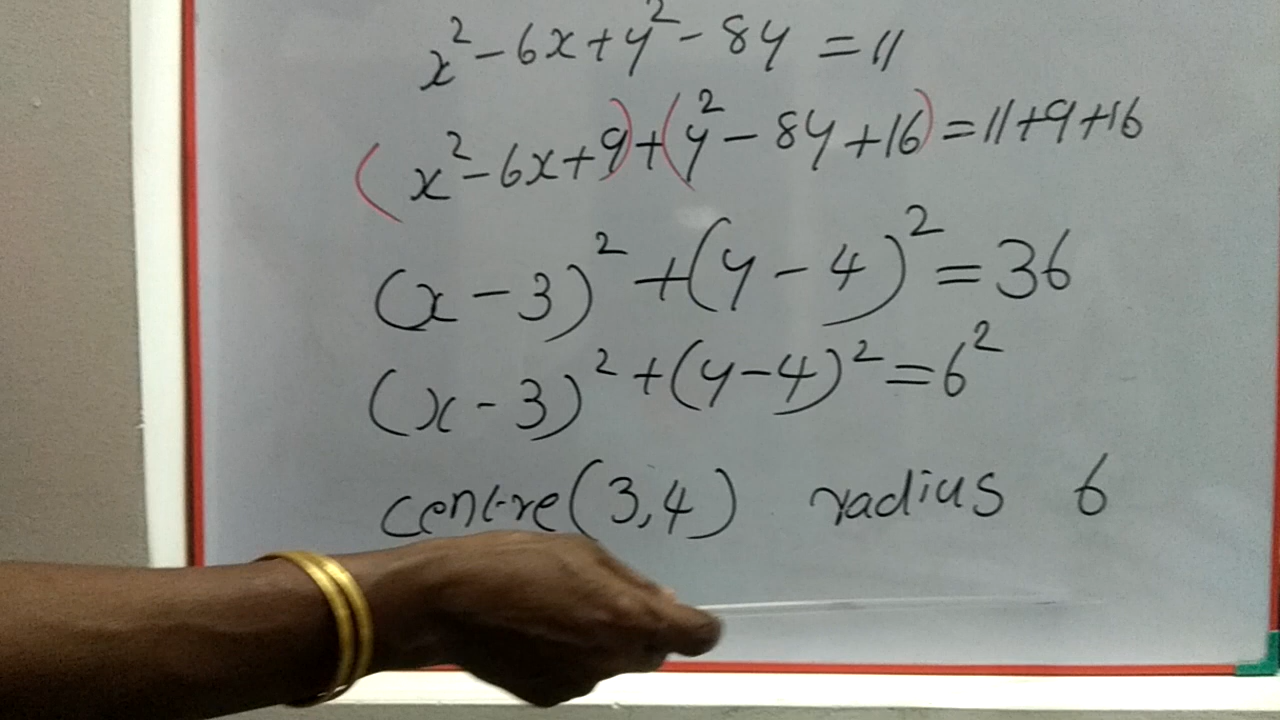 x² - 6x + y² - 8y = 11
(x² - 6x + 9) + (y² - 8y + 16) = 11 + 9 + 16
(x - 3)² + (y - 4)² = 36
(x - 3)² + (y - 4)² = 6²
centre (3,4) radius 6